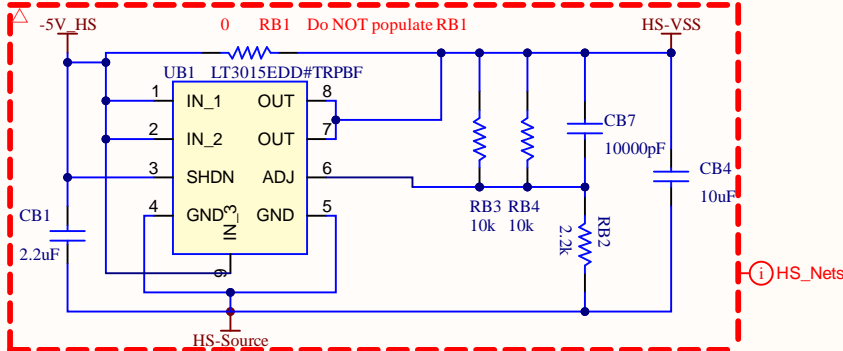 -5V_HS
0 RB1 Do NOT populate RB1
HS-VSS
UB1 LT3015EDD#TRPBF
1 IN_1 OUT 8
2 IN_2 OUT 7
3 SHDN ADJ 6
4 GND GND 5
IN_3
9
CB1
2.2uF
RB3
10k
RB4
10k
CB7
10000pF
RB2
2.2k
CB4
10uF
HS-Source
i HS_Nets